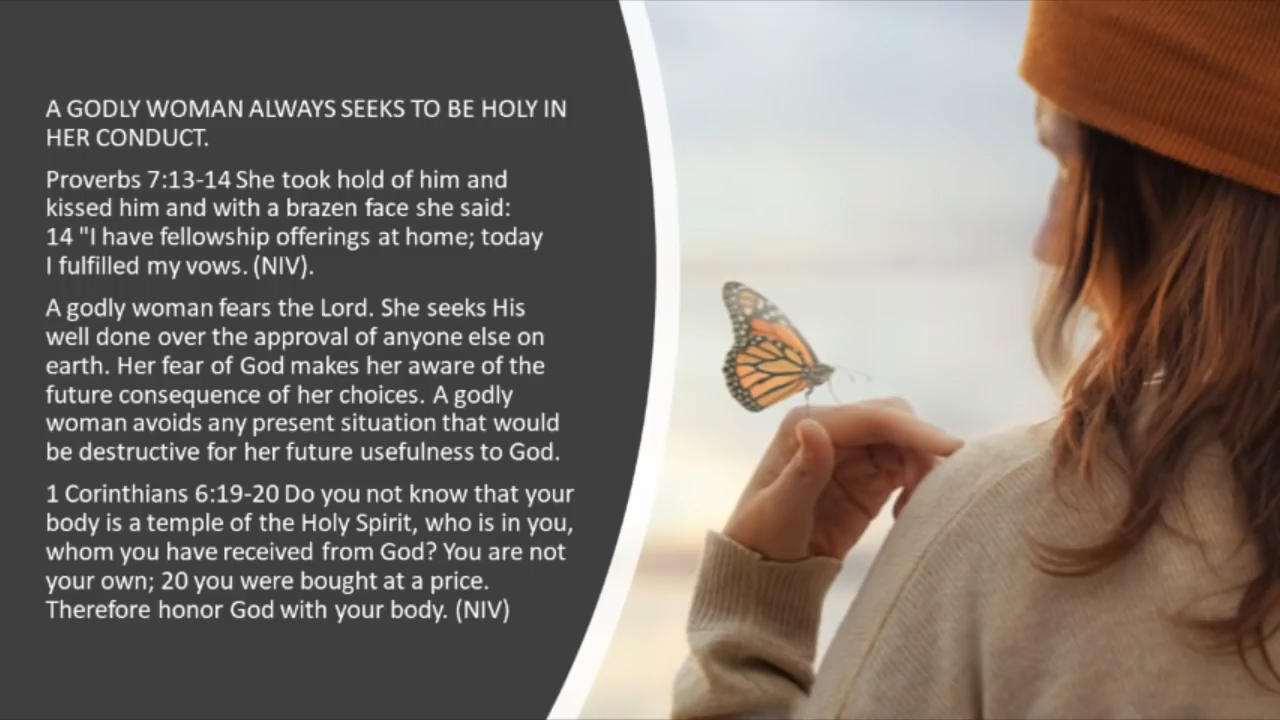 A GODLY WOMAN ALWAYS SEEKS TO BE HOLY IN
HER CONDUCT.
Proverbs 7:13-14 She took hold of him and
kissed him and with a brazen face she said:
14 "I have fellowship offerings at home; today
I fulfilled my vows. (NIV).
A godly woman fears the Lord. She seeks His
well done over the approval of anyone else on
earth. Her fear of God makes her aware of the
future consequence of her choices. A godly
woman avoids any present situation that would
be destructive for her future usefulness to God.
1 Corinthians 6:19-20 Do you not know that your
body is a temple of the Holy Spirit, who is in you,
whom you have received from God? You are not
your own; 20 you were bought at a price.
Therefore honor God with your body. (NIV)